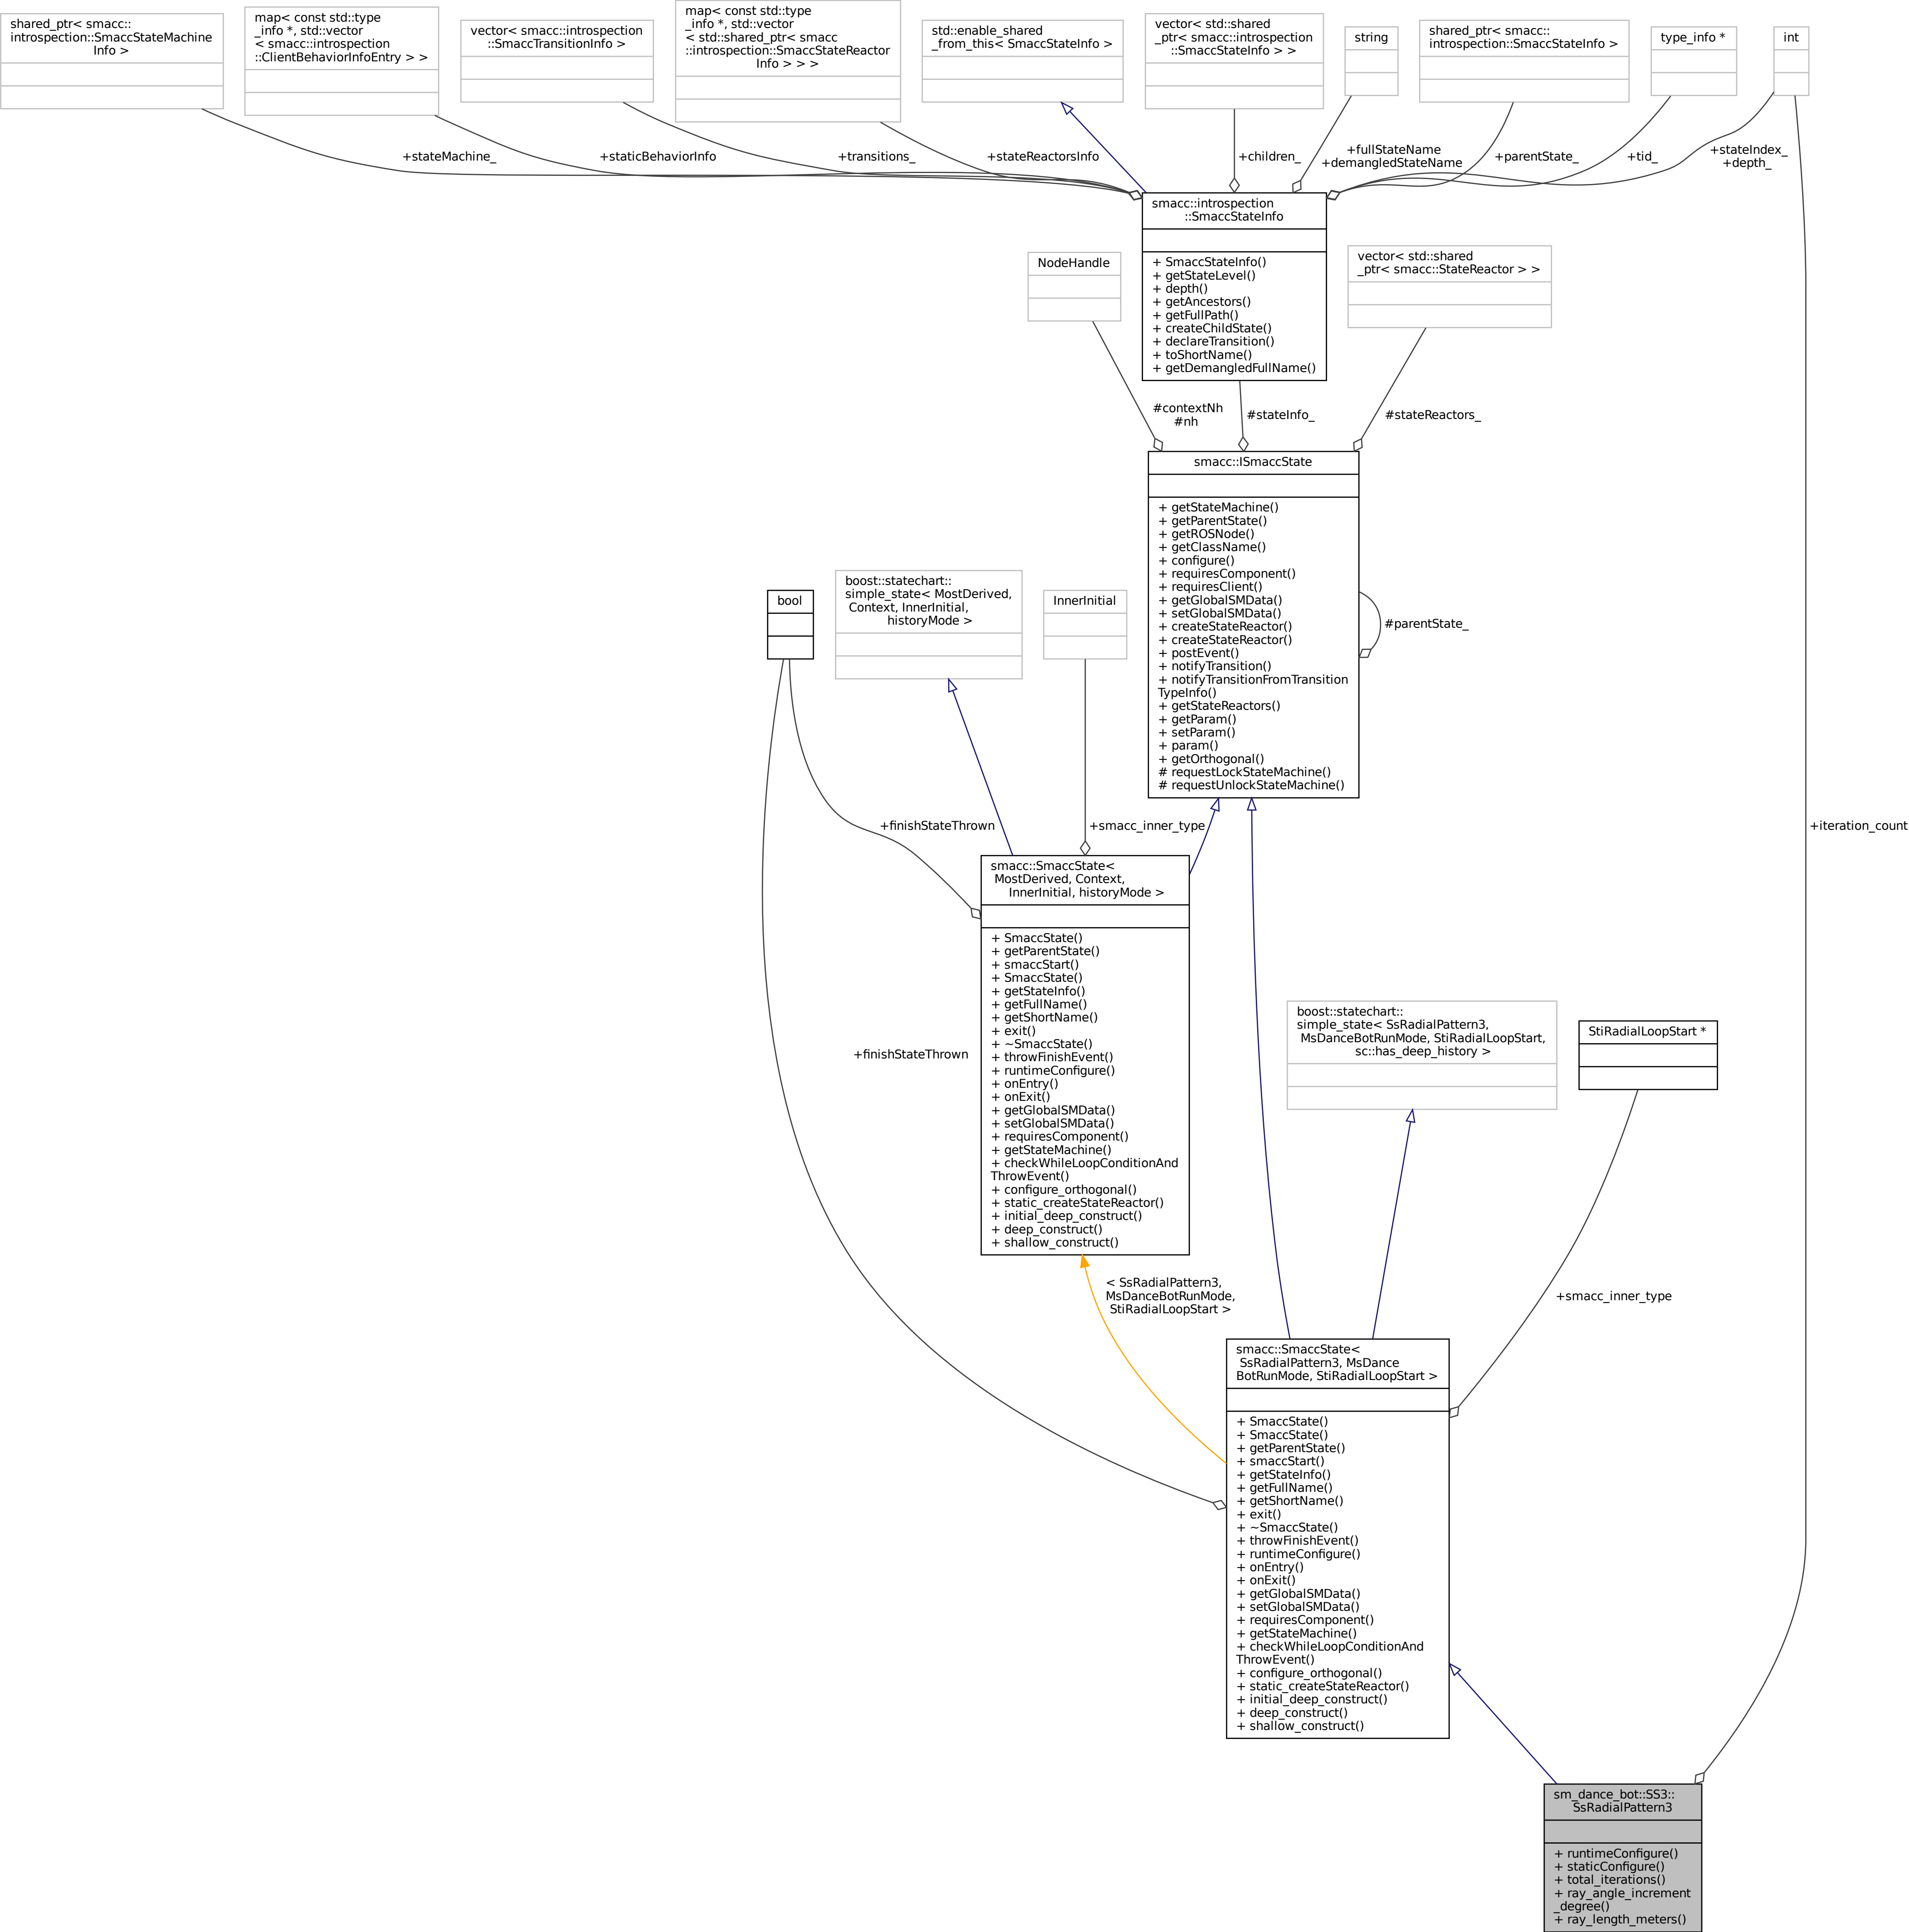 shared_ptr< smacc::
introspection::SmaccStateMachine
Info >
map< const std::type
_info *, std::vector
< smacc::introspection
::ClientBehaviorInfoEntry > >
vector< smacc::introspection
::SmaccTransitionInfo >
map< const std::type
_info *, std::vector
< std::shared_ptr< smacc
::introspection::SmaccStateReactor
Info > > >
std::enable_shared
_from_this< SmaccStateInfo >
vector< std::shared
_ptr< smacc::introspection
::SmaccStateInfo > >
string
shared_ptr< smacc::
introspection::SmaccStateInfo >
type_info *
int
+stateMachine_
+staticBehaviorInfo
+transitions_
+stateReactorsInfo
+children_
+fullStateName
+demangledStateName
+parentState_
+tid_
+stateIndex_
+depth_
smacc::introspection
::SmaccStateInfo
+ SmaccStateInfo()
+ getStateLevel()
+ depth()
+ getAncestors()
+ getFullPath()
+ createChildState()
+ declareTransition()
+ toShortName()
+ getDemangledFullName()
NodeHandle
vector< std::shared
_ptr< smacc::StateReactor > >
#contextNh
#nh
#stateInfo_
#stateReactors_
smacc::ISmaccState
+ getStateMachine()
+ getParentState()
+ getROSNode()
+ getClassName()
+ configure()
+ requiresComponent()
+ requiresClient()
+ getGlobalSMData()
+ setGlobalSMData()
+ createStateReactor()
+ createStateReactor()
+ postEvent()
+ notifyTransition()
+ notifyTransitionFromTransition
TypeInfo()
+ getStateReactors()
+ getParam()
+ setParam()
+ param()
+ getOrthogonal()
# requestLockStateMachine()
# requestUnlockStateMachine()
#parentState_
bool
boost::statechart::
simple_state< MostDerived,
Context, InnerInitial,
historyMode >
InnerInitial
+finishStateThrown
+smacc_inner_type
+iteration_count
smacc::SmaccState<
MostDerived, Context,
InnerInitial, historyMode >
+ SmaccState()
+ getParentState()
+ smaccStart()
+ SmaccState()
+ getStateInfo()
+ getFullName()
+ getShortName()
+ exit()
+ ~SmaccState()
+ throwFinishEvent()
+ runtimeConfigure()
+ onEntry()
+ onExit()
+ getGlobalSMData()
+ setGlobalSMData()
+ requiresComponent()
+ getStateMachine()
+ checkWhileLoopConditionAnd
ThrowEvent()
+ configure_orthogonal()
+ static_createStateReactor()
+ initial_deep_construct()
+ deep_construct()
+ shallow_construct()
+finishStateThrown
boost::statechart::
simple_state< SsRadialPattern3,
MsDanceBotRunMode, StiRadialLoopStart,
sc::has_deep_history >
StiRadialLoopStart *
< SsRadialPattern3,
MsDanceBotRunMode,
StiRadialLoopStart >
+smacc_inner_type
smacc::SmaccState<
SsRadialPattern3, MsDance
BotRunMode, StiRadialLoopStart >
+ SmaccState()
+ SmaccState()
+ getParentState()
+ smaccStart()
+ getStateInfo()
+ getFullName()
+ getShortName()
+ exit()
+ ~SmaccState()
+ throwFinishEvent()
+ runtimeConfigure()
+ onEntry()
+ onExit()
+ getGlobalSMData()
+ setGlobalSMData()
+ requiresComponent()
+ getStateMachine()
+ checkWhileLoopConditionAnd
ThrowEvent()
+ configure_orthogonal()
+ static_createStateReactor()
+ initial_deep_construct()
+ deep_construct()
+ shallow_construct()
sm_dance_bot::SS3::
SsRadialPattern3
+ runtimeConfigure()
+ staticConfigure()
+ total_iterations()
+ ray_angle_increment
_degree()
+ ray_length_meters()